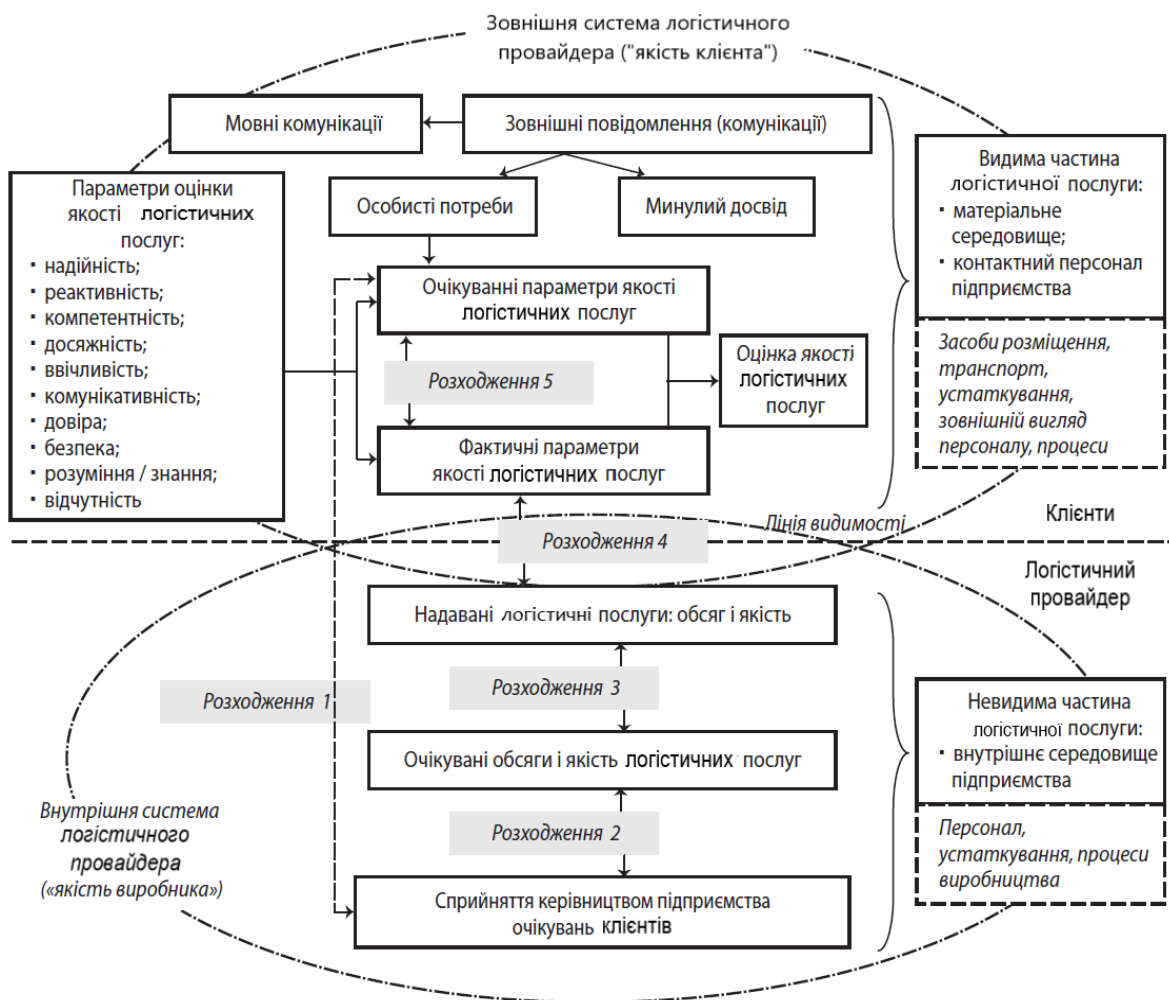 Зовнішня система логістичного
провайдера ("якість клієнта")
Мовні комунікації
Зовнішні повідомлення (комунікації)
Параметри оцінки
якості логістичних
послуг:
· надійність;
· реактивність;
· компетентність;
· досяжність;
· ввічливість;
· комунікативність;
· довіра;
· безпека;
· розуміння / знання;
· відчутність
Особисті потреби
Минулий досвід
Видима частина
логістичної послуги:
· матеріальне
середовище;
· контактний персонал
підприємства
Засоби розміщення,
транспорт,
устаткування,
зовнішній вигляд
персоналу, процеси
Очікуванні параметри якості
логістичних послуг
Розходження 5
Оцінка якості
логістичних
послуг
Фактичні параметри
якості логістичних послуг
Лінія видимості
Клієнти
Розходження 4
Логістичний
провайдер
Надавані логістичні послуги: обсяг і якість
Розходження 1
Розходження 3
Очікувані обсяги і якість логістичних послуг
Розходження 2
Сприйняття керівництвом підприємства
очікувань клієнтів
Невидима частина
логістичної послуги:
· внутрішнє середовище
підприємства
Персонал,
устаткування, процеси
виробництва
Внутрішня система
логістичного
провайдера
(«якість виробника»)